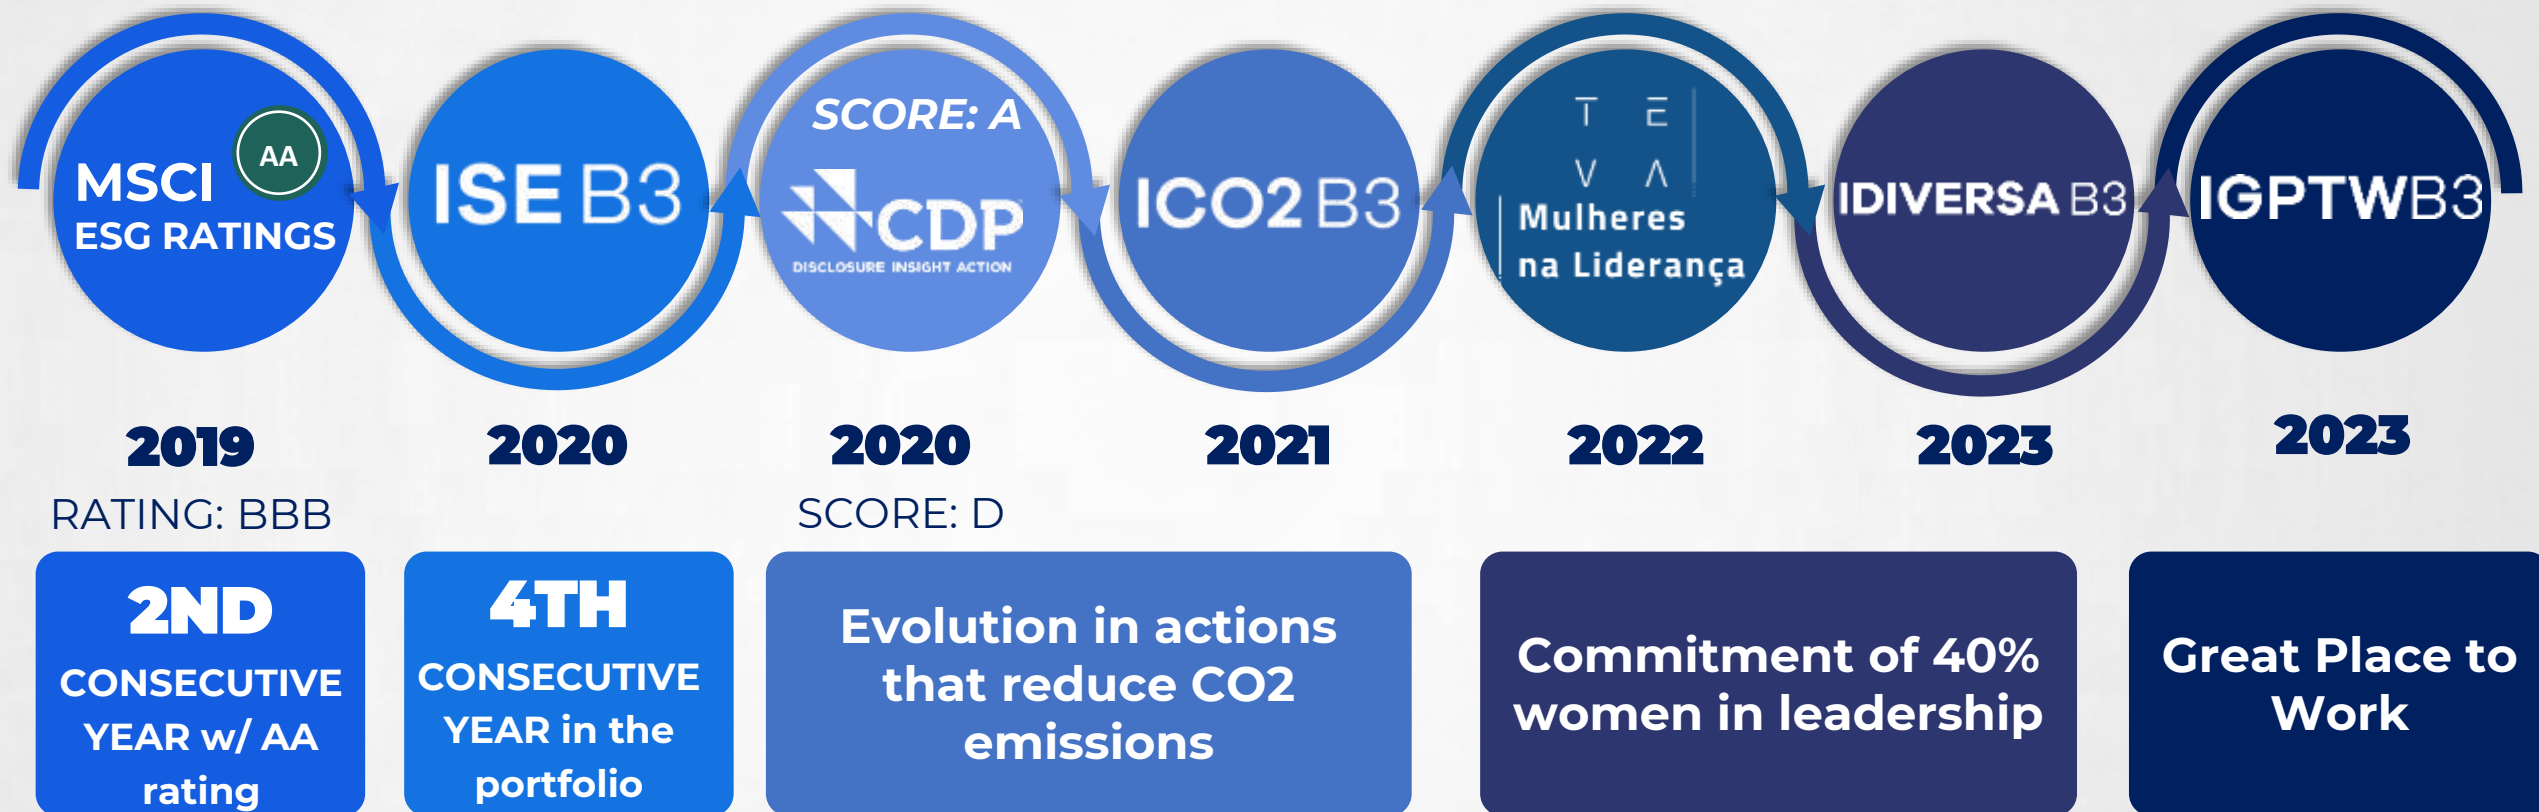 MSCI
AA
ESG RATINGS
ISE B3
SCORE: A
CDP
DISCLOSURE INSIGHT ACTION
ICO2 B3
T E
V A
Mulheres
na Liderança
IDIVERSA B3
IGPTWB3
2019
2020
2020
2021
2022
2023
2023
RATING: BBB
SCORE: D
2ND
CONSECUTIVE
YEAR w/ AA
rating
4TH
CONSECUTIVE
YEAR in the
portfolio
Evolution in actions
that reduce CO2
emissions
Commitment of 40%
women in leadership
Great Place to
Work